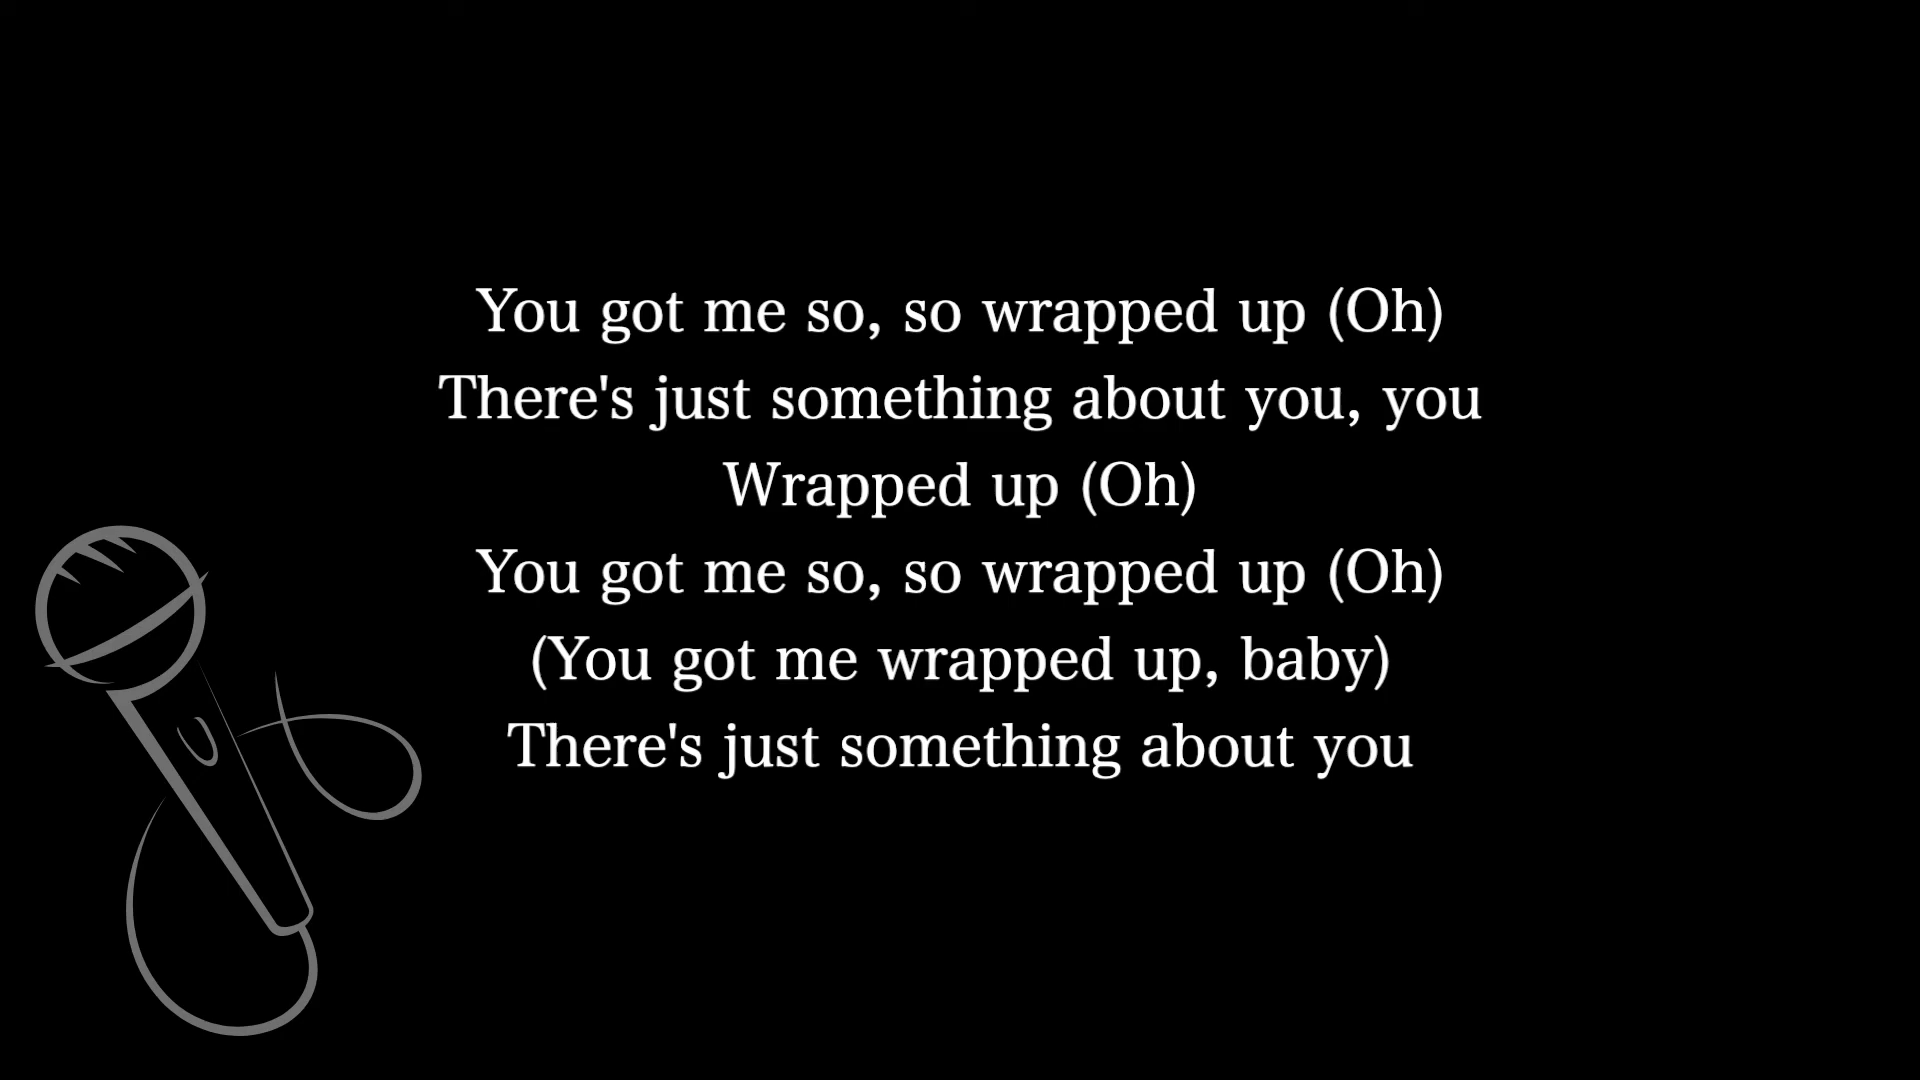 You got me so, so wrapped up (Oh)
There's just something about you, you
Wrapped up (Oh)
You got me so, so wrapped up (Oh)
(You got me wrapped up, baby)
There's just something about you